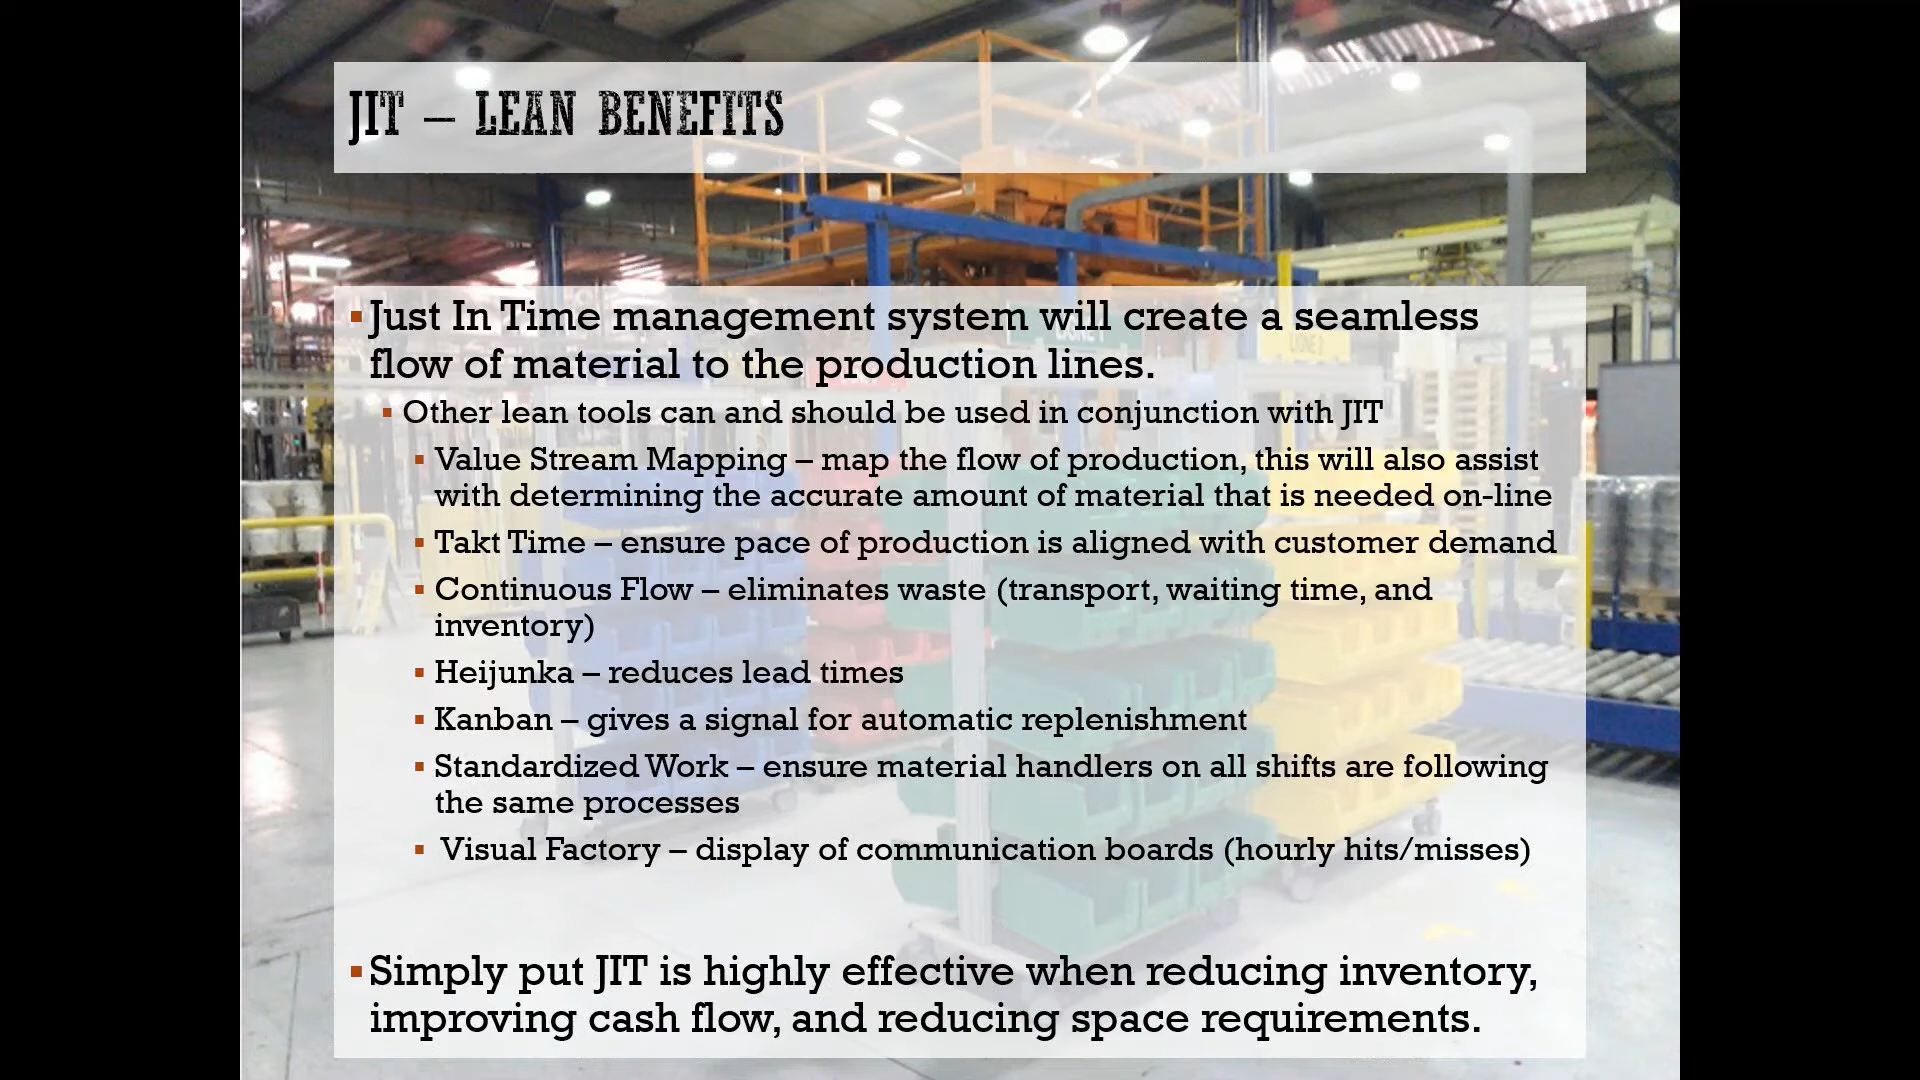 JIT – LEAN BENEFITS
▪Just In Time management system will create a seamless
flow of material to the production lines.
▪ Other lean tools can and should be used in conjunction with JIT
▪ Value Stream Mapping – map the flow of production, this will also assist
with determining the accurate amount of material that is needed on-line
▪ Takt Time – ensure pace of production is aligned with customer demand
▪ Continuous Flow – eliminates waste (transport, waiting time, and
inventory)
▪ Heijunka – reduces lead times
▪ Kanban – gives a signal for automatic replenishment
▪ Standardized Work – ensure material handlers on all shifts are following
the same processes
▪ Visual Factory – display of communication boards (hourly hits/misses)
▪Simply put JIT is highly effective when reducing inventory,
improving cash flow, and reducing space requirements.